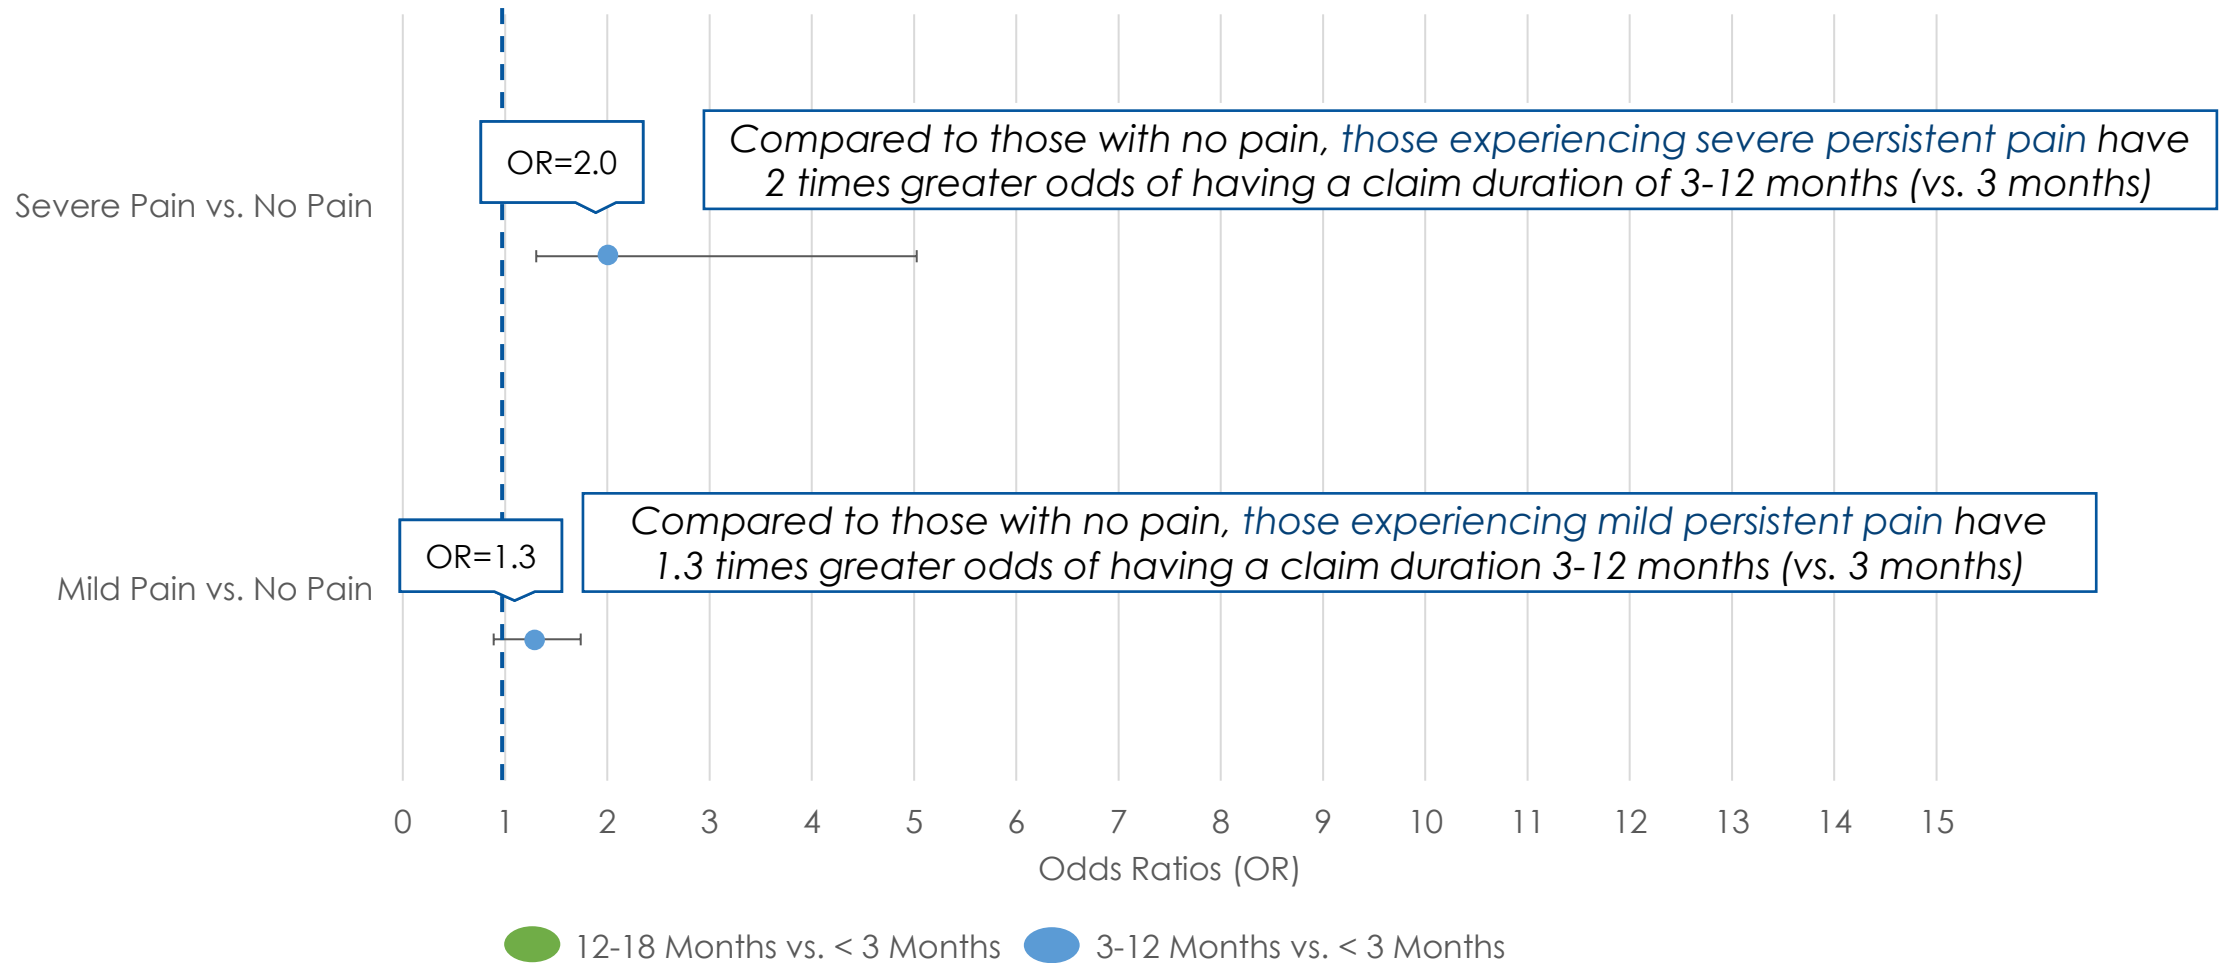 OR=2.0
Compared to those with no pain, those experiencing severe persistent pain have
2 times greater odds of having a claim duration of 3-12 months (vs. 3 months)
Severe Pain vs. No Pain
Compared to those with no pain, those experiencing mild persistent pain have
1.3 times greater odds of having a claim duration 3-12 months (vs. 3 months)
OR=1.3
Mild Pain vs. No Pain
0 1 2 3 4 5 6 7 8 9 10 11 12 13 14 15
Odds Ratios (OR)
12-18 Months vs. < 3 Months 3-12 Months vs. < 3 Months